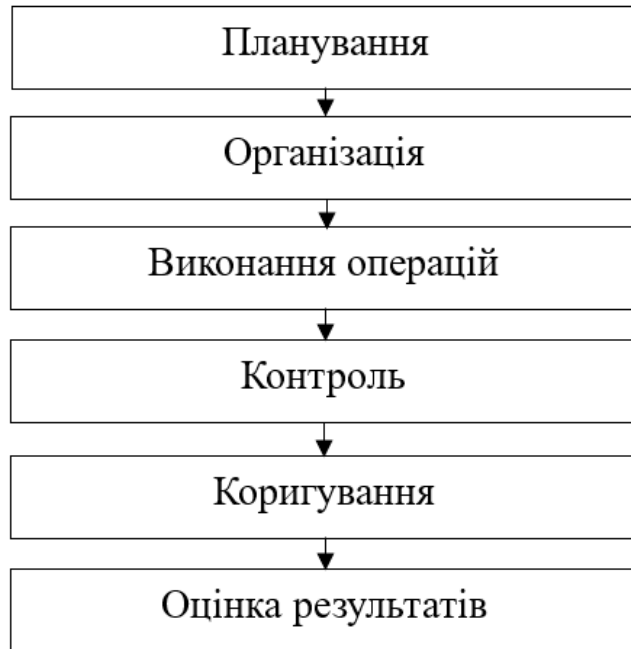 Планування
Організація
Виконання операцій
Контроль
Коригування
Оцінка результатів